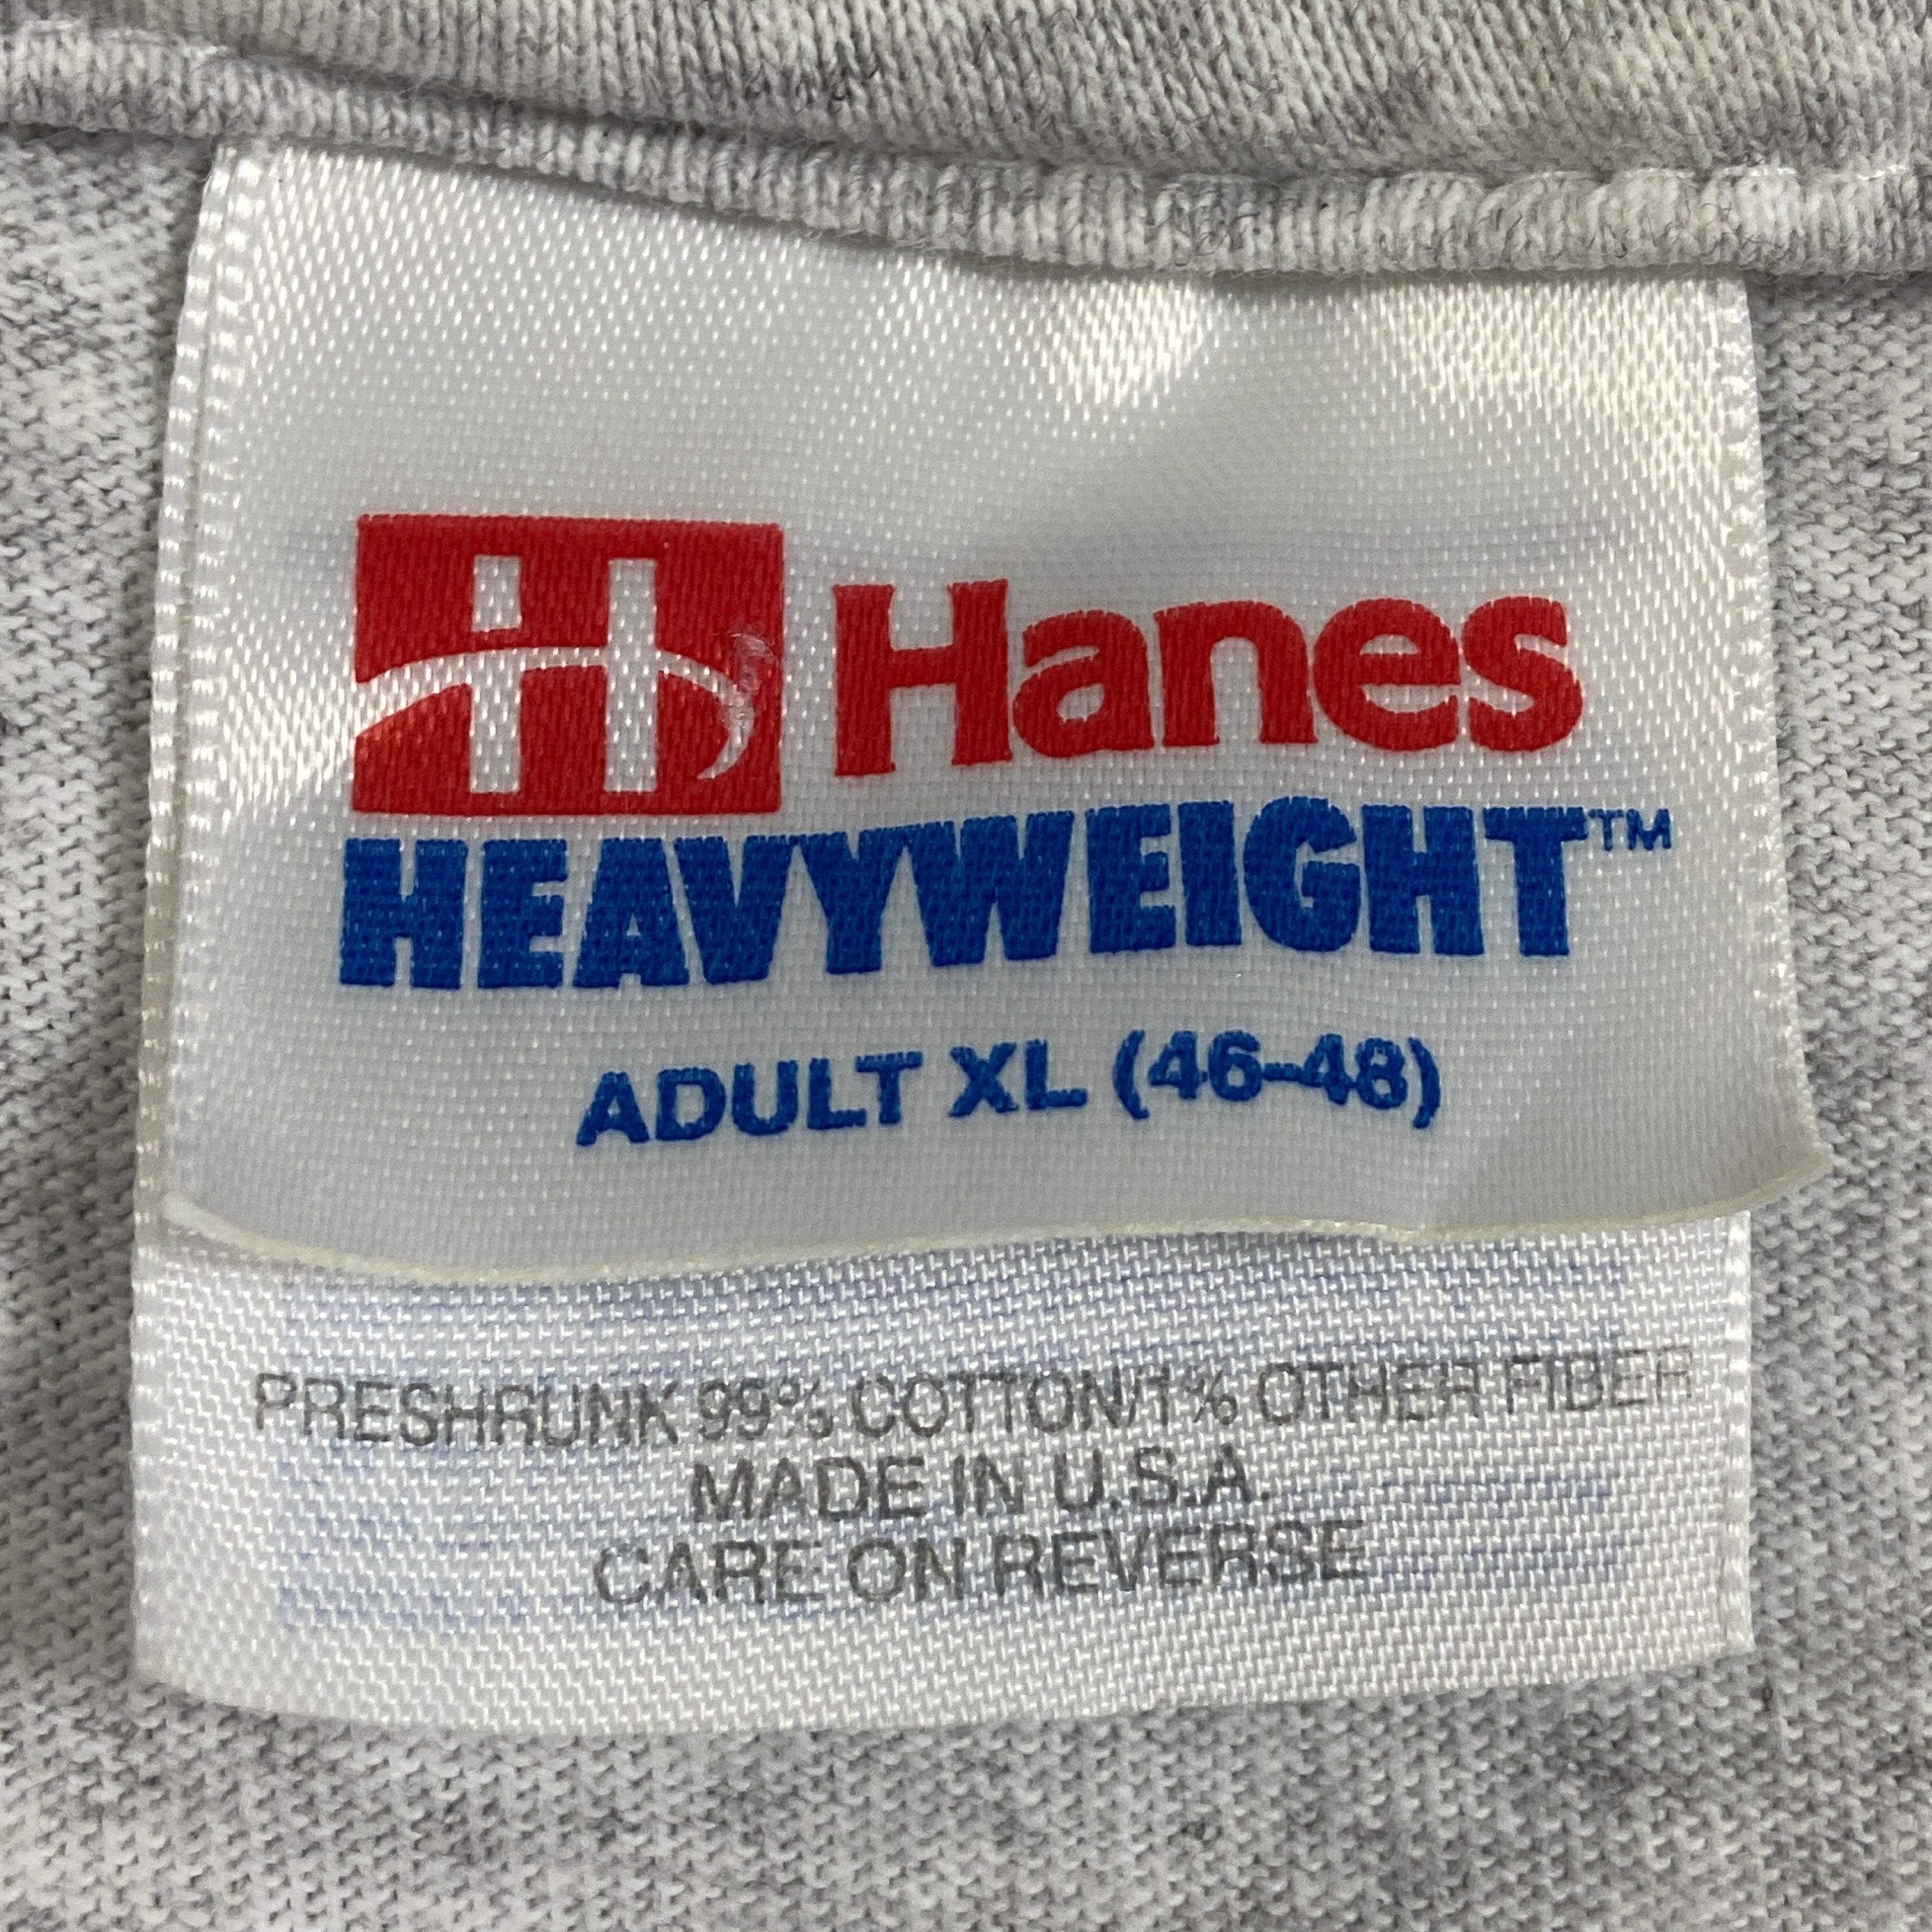 H Hanes
HEAVYWEIGHT™
ADULT XL (46-48)
PRESHRUNK 99% COTTON/1% OTHER FIBER
MADE IN U.S.A.
CARE ON REVERSE